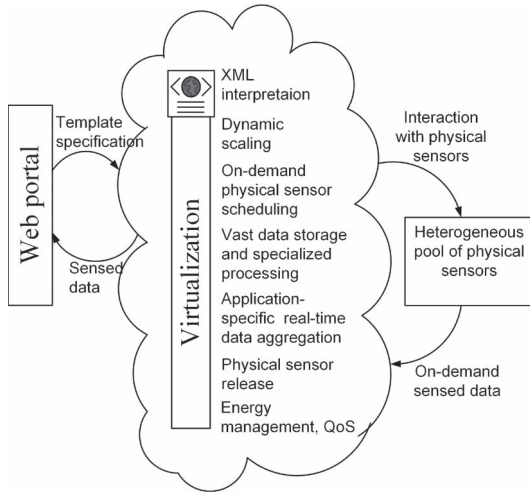 Web portal
Template
specification
Sensed
data
Virtualization
XML
interpretaion
Dynamic
scaling
On-demand
physical sensor
scheduling
Vast data storage
and specialized
processing
Application-
specific real-time
data aggregation
Physical sensor
release
Energy
management, QoS
Interaction
with physical
sensors
Heterogeneous
pool of physical
sensors
On-demand
sensed data